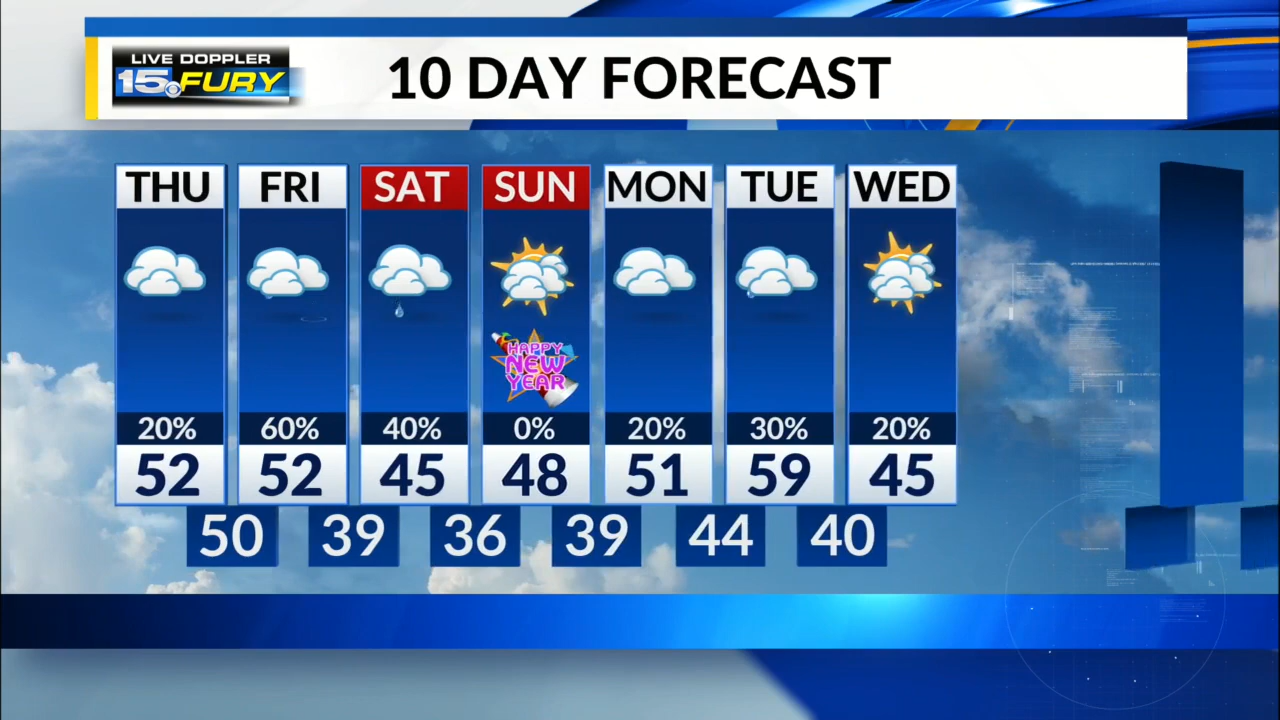 LIVE DOPPLER
15 FURY
10 DAY FORECAST
THU FRI SAT SUN MON TUE WED
HAPPY
NEW
YEAR
20% 60% 40% 0% 20% 30% 20%
52 52 45 48 51 59 45
50 39 36 39 44 40